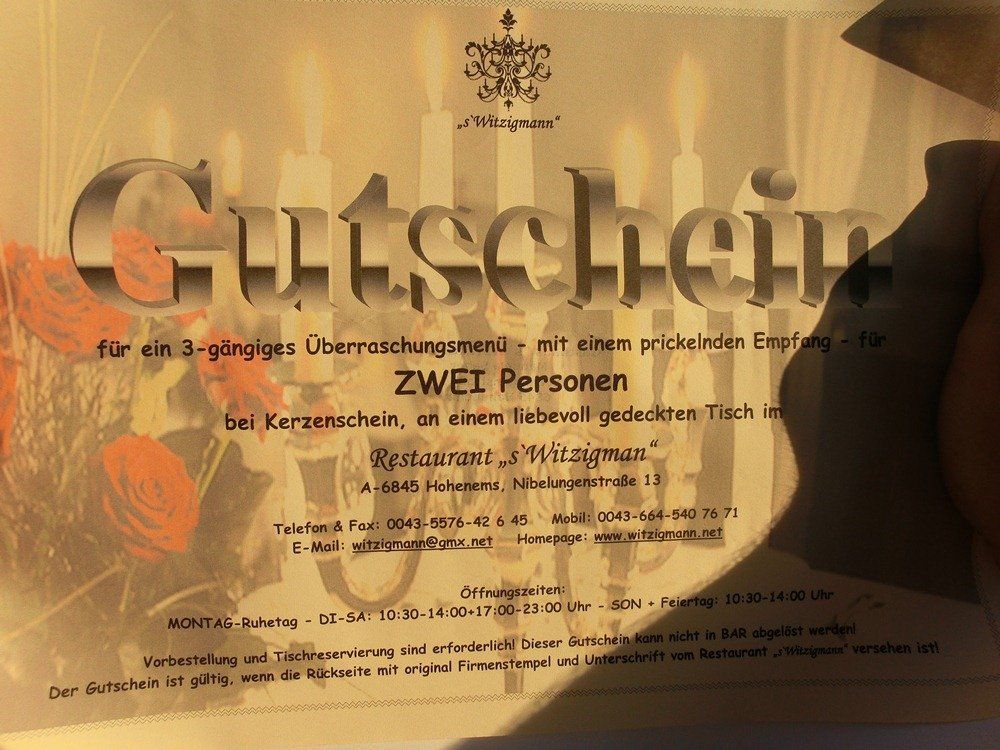 „s`Witzigmann“
Gutschein
für ein 3-gängiges Überraschungsmenü - mit einem prickelnden Empfang - für
ZWEI Personen
bei Kerzenschein, an einem liebevoll gedeckten Tisch im
Restaurant „s`Witzigman“
A-6845 Hohenems, Nibelungenstraße 13
Telefon & Fax: 0043-5576-42 6 45 Mobil: 0043-664-540 76 71
E-Mail: witzigmann@gmx.net Homepage: www.witzigmann.net
Öffnungszeiten:
MONTAG-Ruhetag - DI-SA: 10:30-14:00+17:00-23:00 Uhr - SON + Feiertag: 10:30-14:00 Uhr
Vorbestellung und Tischreservierung sind erforderlich! Dieser Gutschein kann nicht in BAR abgelöst werden!
Der Gutschein ist gültig, wenn die Rückseite mit original Firmenstempel und Unterschrift vom Restaurant „s`Witzigmann“ versehen ist!